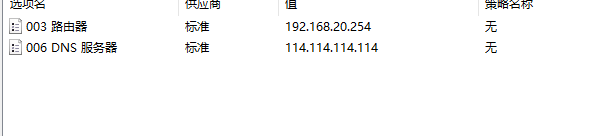 选项名 供应商 值 策略名称
003 路由器 标准 192.168.20.254 无
006 DNS 服务器 标准 114.114.114.114 无